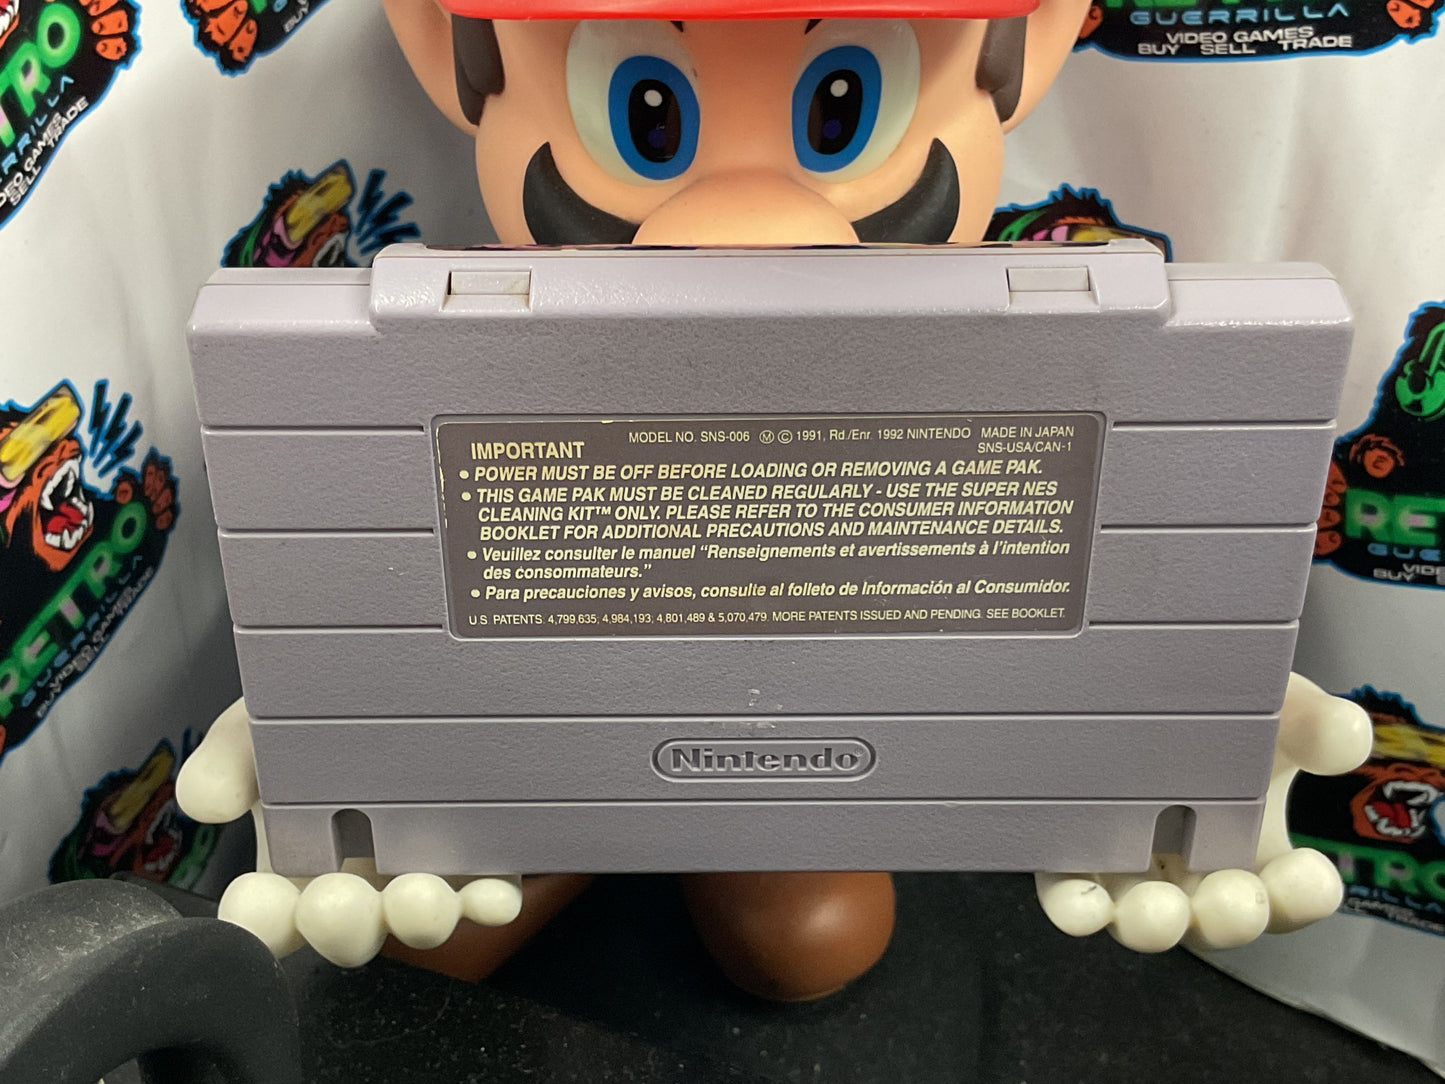 GUERRILLA
VIDEO GAMES
BUY SELL TRADE
MODEL NO. SNS-006 Ⓜ © 1991, Rd./Enr. 1992 NINTENDO MADE IN JAPAN
SNS-USA/CAN-1
IMPORTANT
• POWER MUST BE OFF BEFORE LOADING OR REMOVING A GAME PAK.
• THIS GAME PAK MUST BE CLEANED REGULARLY - USE THE SUPER NES
CLEANING KIT™ ONLY. PLEASE REFER TO THE CONSUMER INFORMATION
BOOKLET FOR ADDITIONAL PRECAUTIONS AND MAINTENANCE DETAILS.
• Veuillez consulter le manuel “Renseignements et avertissements à l’intention
des consommateurs.”
• Para precauciones y avisos, consulte al folleto de Información al Consumidor.
U.S. PATENTS: 4,799,635; 4,984,193; 4,801,489 & 5,070,479. MORE PATENTS ISSUED AND PENDING. SEE BOOKLET.
Nintendo®
RETRO
GUERRILLA
VIDEO GAMES